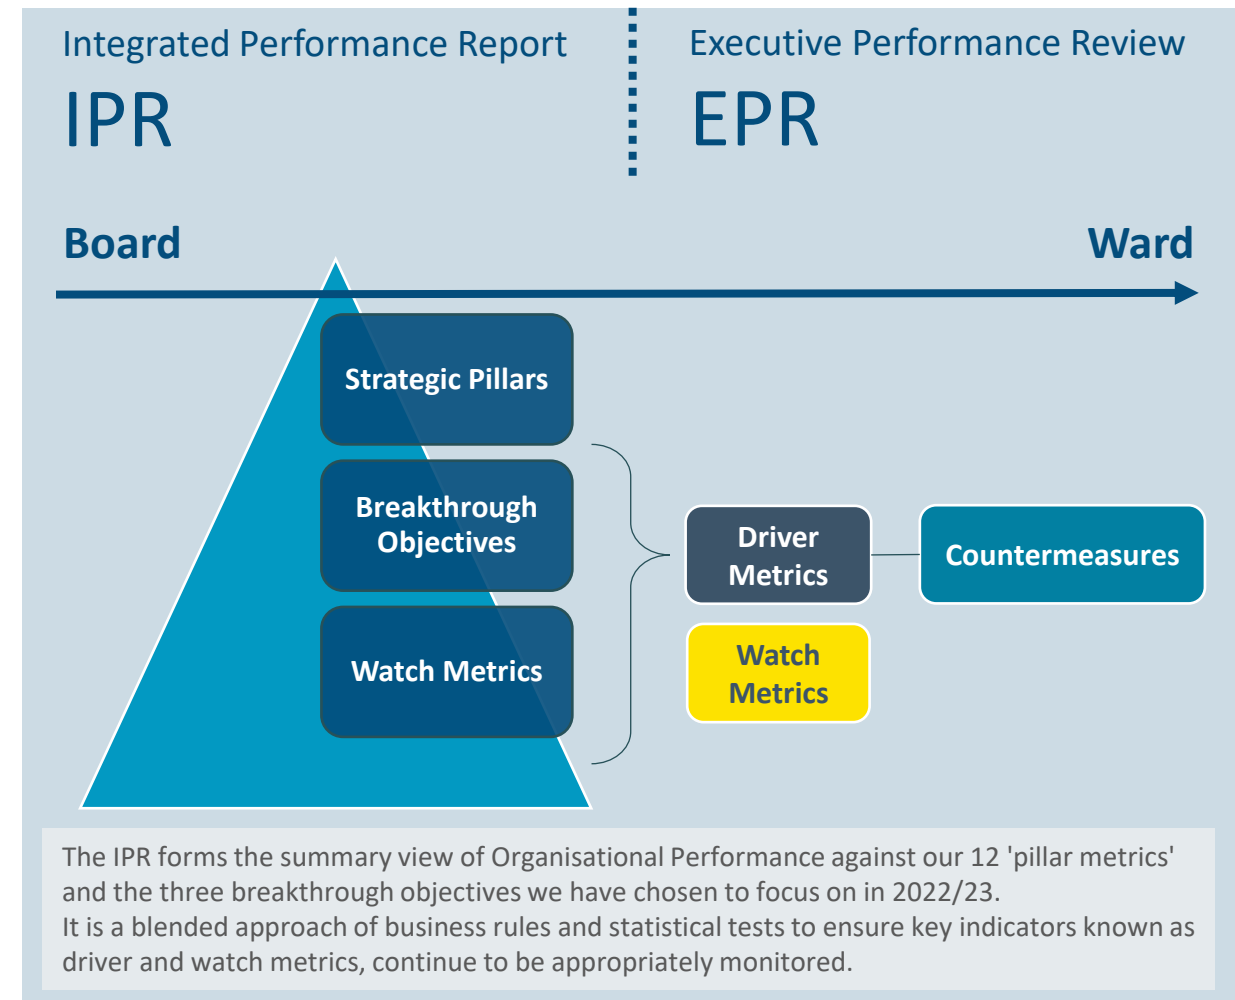 Integrated Performance Report
IPR
Executive Performance Review
EPR
Board
Ward
Strategic Pillars
Breakthrough
Objectives
Watch Metrics
Driver
Metrics
Countermeasures
Watch
Metrics
The IPR forms the summary view of Organisational Performance against our 12 'pillar metrics'
and the three breakthrough objectives we have chosen to focus on in 2022/23.
It is a blended approach of business rules and statistical tests to ensure key indicators known as
driver and watch metrics, continue to be appropriately monitored.